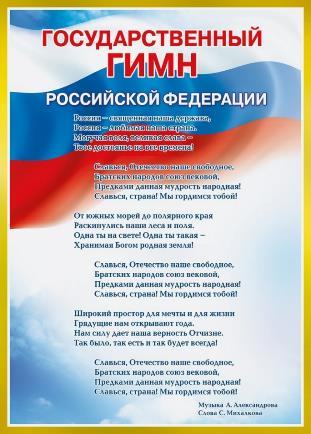 ГОСУДАРСТВЕННЫЙ
ГИМН
РОССИЙСКОЙ ФЕДЕРАЦИИ
Россия – священная наша держава,
Россия – любимая наша страна.
Могучая воля, великая слава –
Твое достоянье на все времена!
Славься, Отечество наше свободное,
Братских народов союз вековой,
Предками данная мудрость народная!
Славься, страна! Мы гордимся тобой!
От южных морей до полярного края
Раскинулись наши леса и поля.
Одна ты на свете! Одна ты такая –
Хранимая Богом родная земля!
Славься, Отечество наше свободное,
Братских народов союз вековой,
Предками данная мудрость народная!
Славься, страна! Мы гордимся тобой!
Широкий простор для мечты и для жизни
Грядущие нам открывают года.
Нам силу дает наша верность Отчизне.
Так было, так есть и так будет всегда!
Славься, Отечество наше свободное,
Братских народов союз вековой,
Предками данная мудрость народная!
Славься, страна! Мы гордимся тобой!
Музыка А. Александрова
Слова С. Михалкова